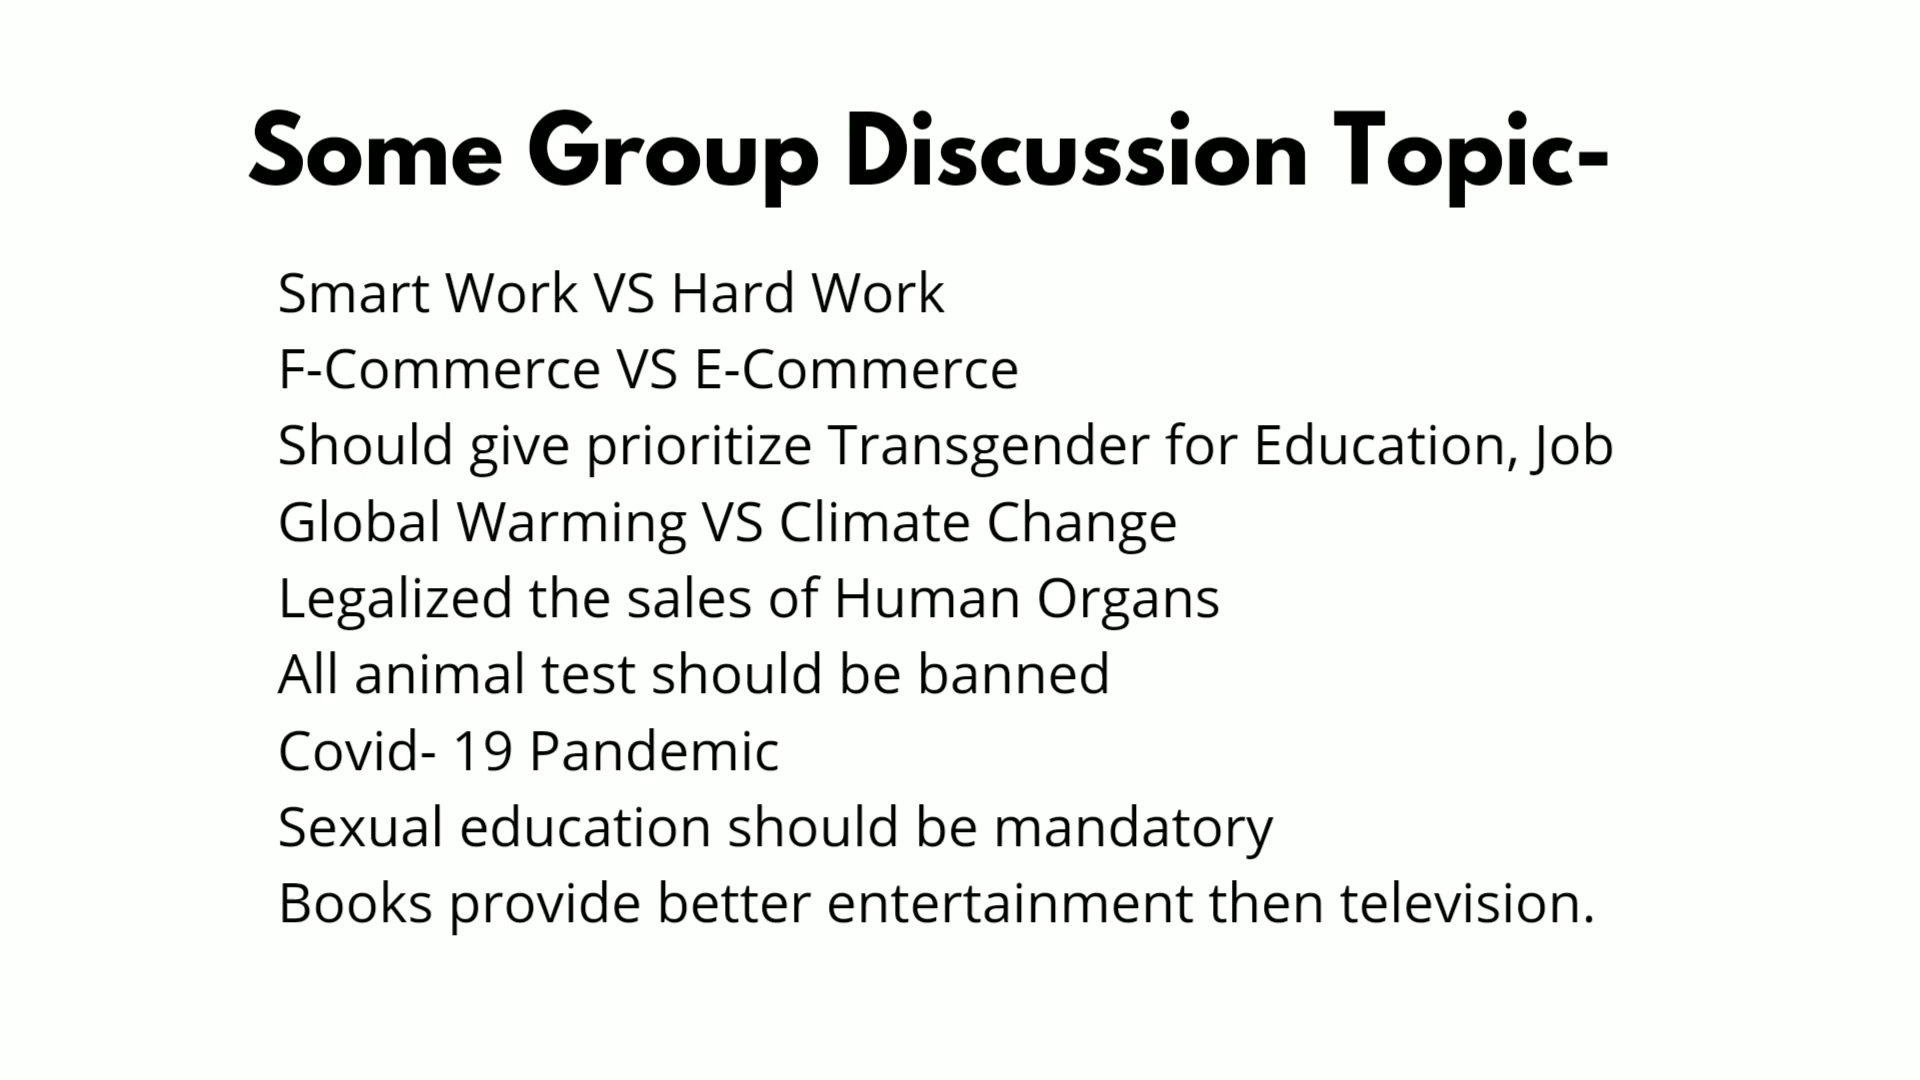 Some Group Discussion Topic-
Smart Work VS Hard Work
F-Commerce VS E-Commerce
Should give prioritize Transgender for Education, Job
Global Warming VS Climate Change
Legalized the sales of Human Organs
All animal test should be banned
Covid- 19 Pandemic
Sexual education should be mandatory
Books provide better entertainment then television.